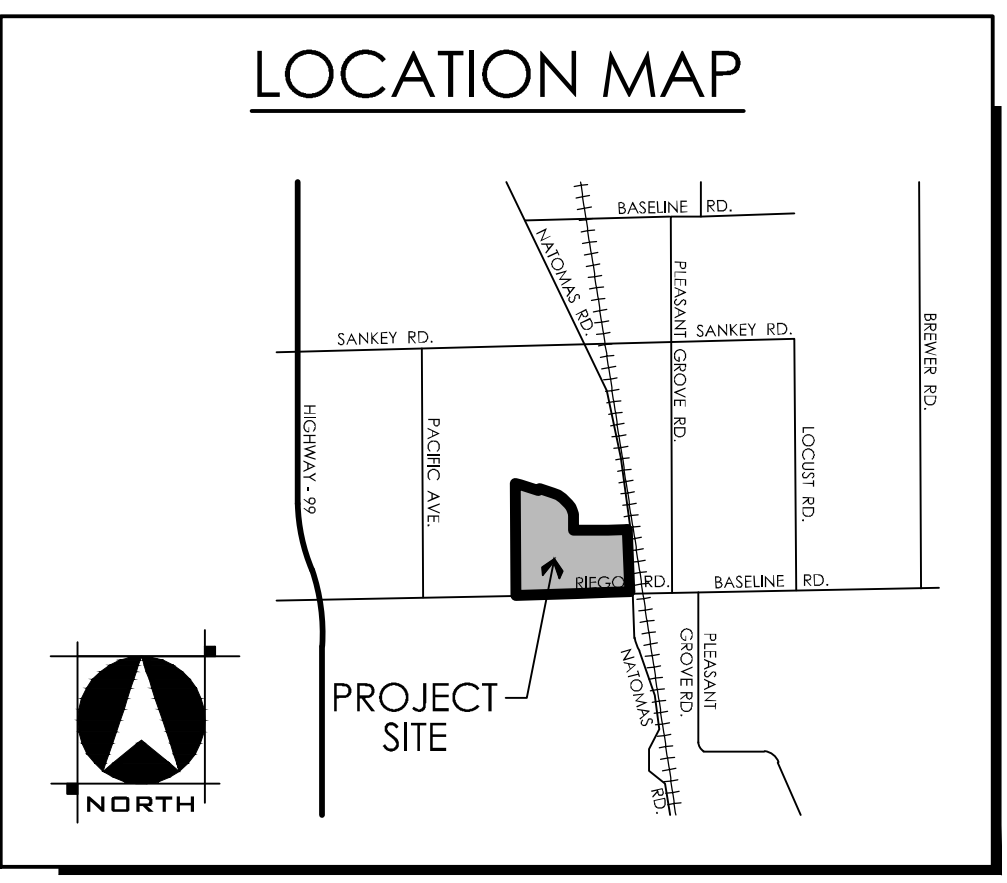 LOCATION MAP
BASELINE RD.
NATOMAS RD.
PLEASANT GROVE RD.
SANKEY RD.
SANKEY RD.
BREWER RD.
HIGHWAY - 99
PACIFIC AVE.
LOCUST RD.
RIEGO RD.
BASELINE RD.
PROJECT
SITE
NATOMAS RD.
PLEASANT
GROVE RD.
NORTH